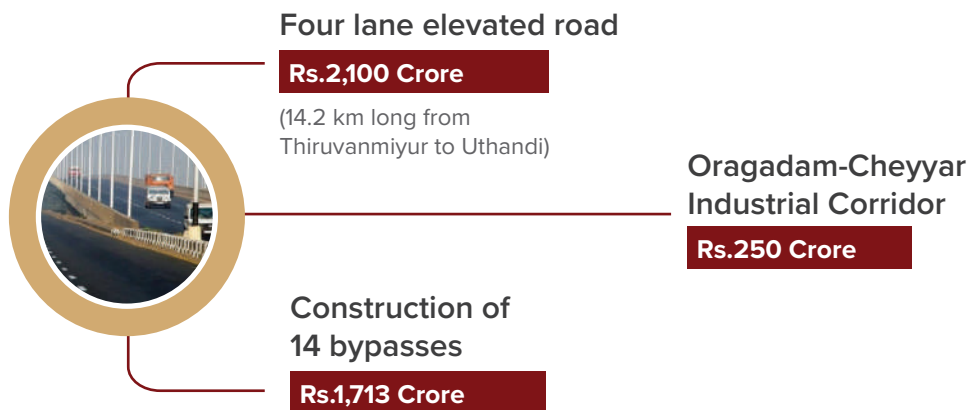 Four lane elevated road
Rs.2,100 Crore
(14.2 km long from
Thiruvanmiyur to Uthandi)
Oragadam-Cheyyar
Industrial Corridor
Rs.250 Crore
Construction of
14 bypasses
Rs.1,713 Crore